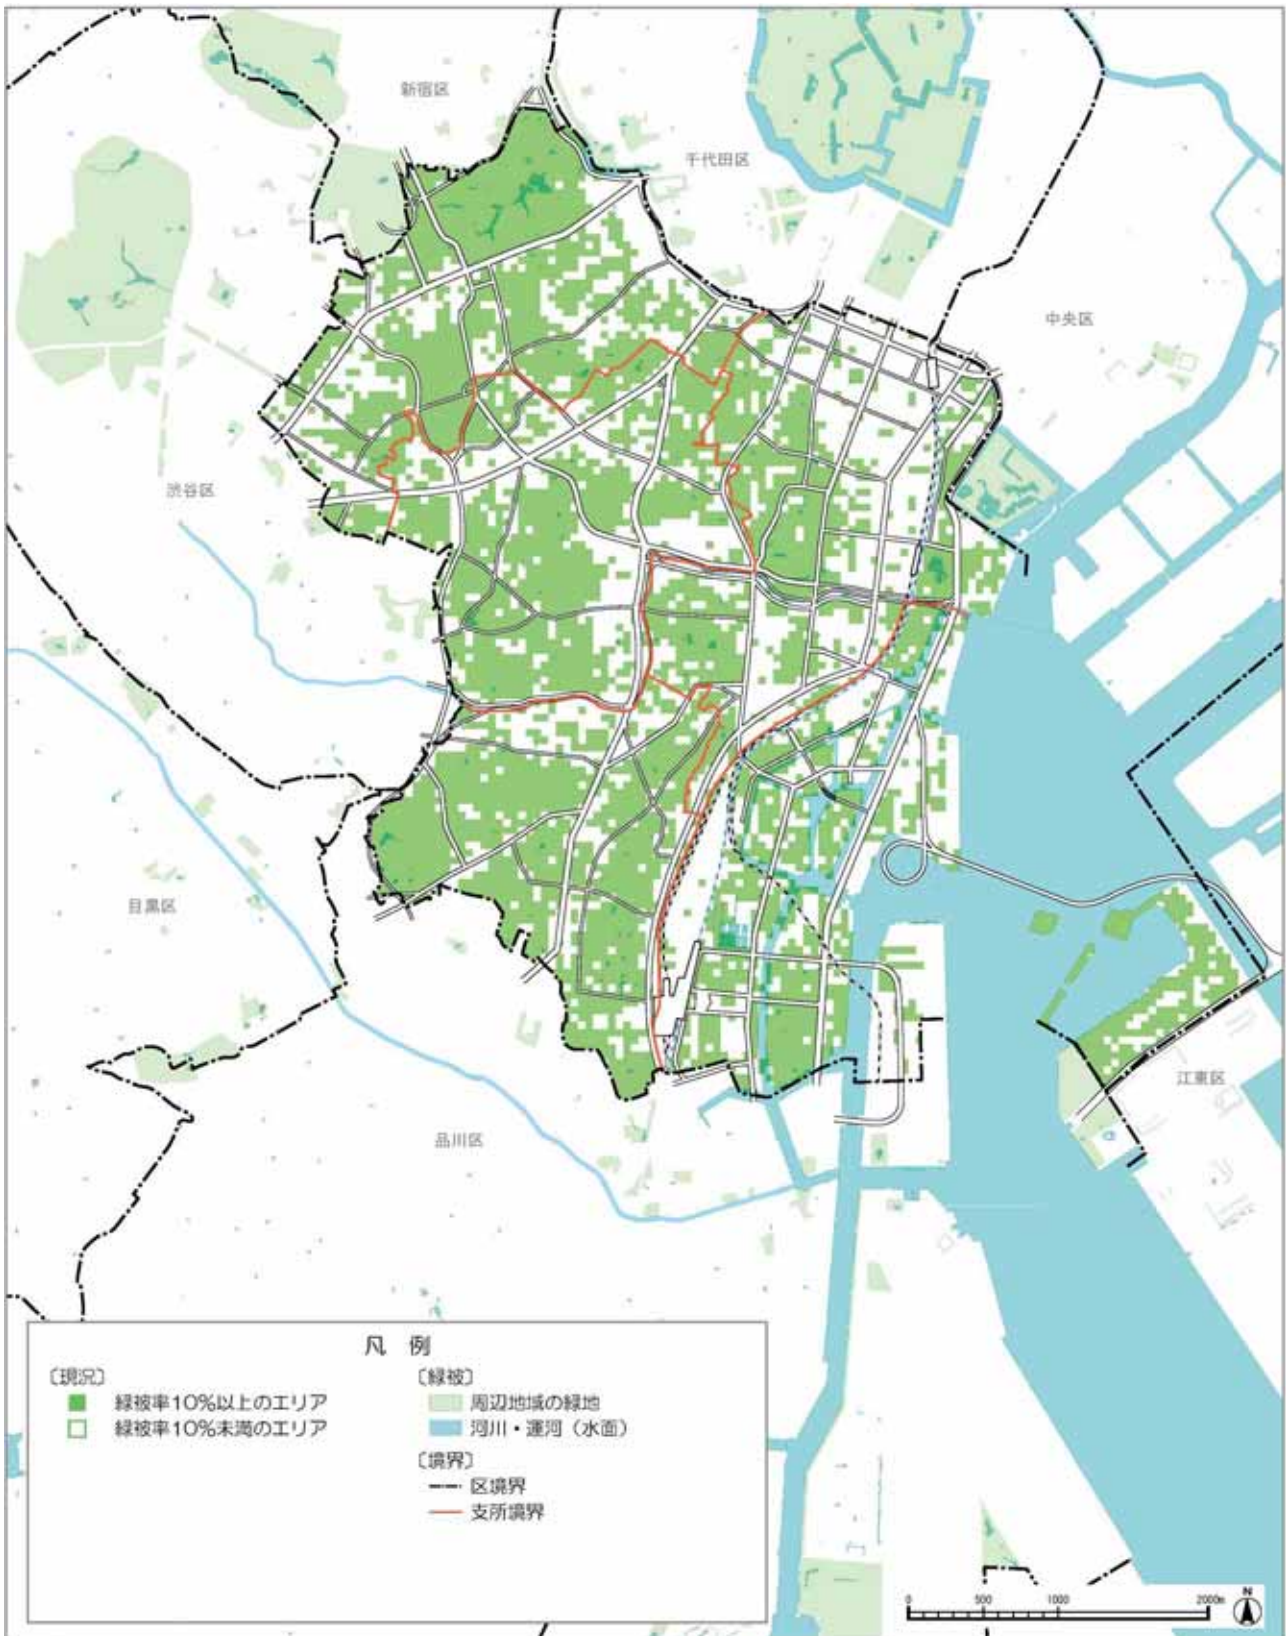 新宿区
千代田区
中央区
渋谷区
目黒区
江東区
品川区
凡 例
〔現況〕
緑被率10%以上のエリア
緑被率10%未満のエリア
〔緑被〕
周辺地域の緑地
河川・運河（水面）
〔境界〕
区境界
支所境界
0 500 1000 2000m
N